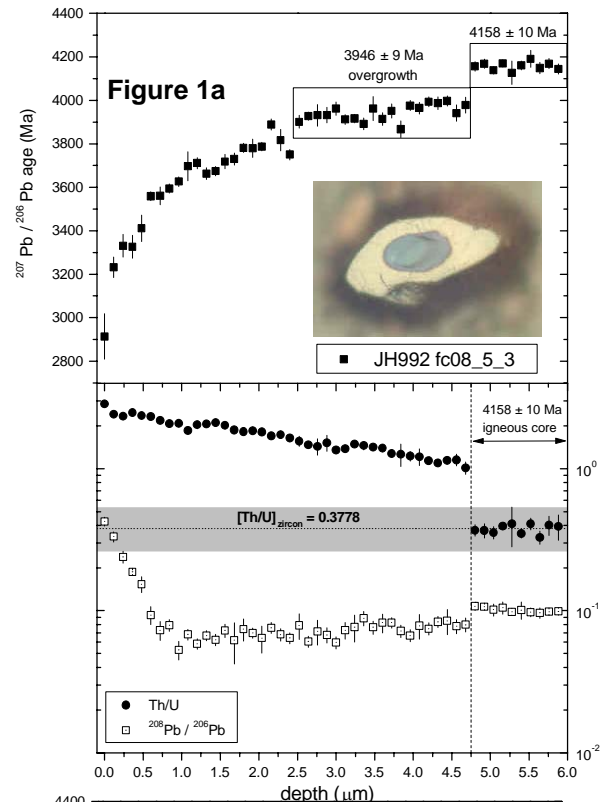 4400
4200
4000
3800
3600
3400
3200
3000
2800
²⁰⁷Pb / ²⁰⁶Pb age (Ma)
Figure 1a
3946 ± 9 Ma
overgrowth
4158 ± 10 Ma
JH992 fc08_5_3
4158 ± 10 Ma
igneous core
[Th/U]zircon = 0.3778
10⁰
10⁻¹
10⁻²
Th/U
²⁰⁸Pb / ²⁰⁶Pb
0.0 0.5 1.0 1.5 2.0 2.5 3.0 3.5 4.0 4.5 5.0 5.5 6.0
depth (µm)
4400